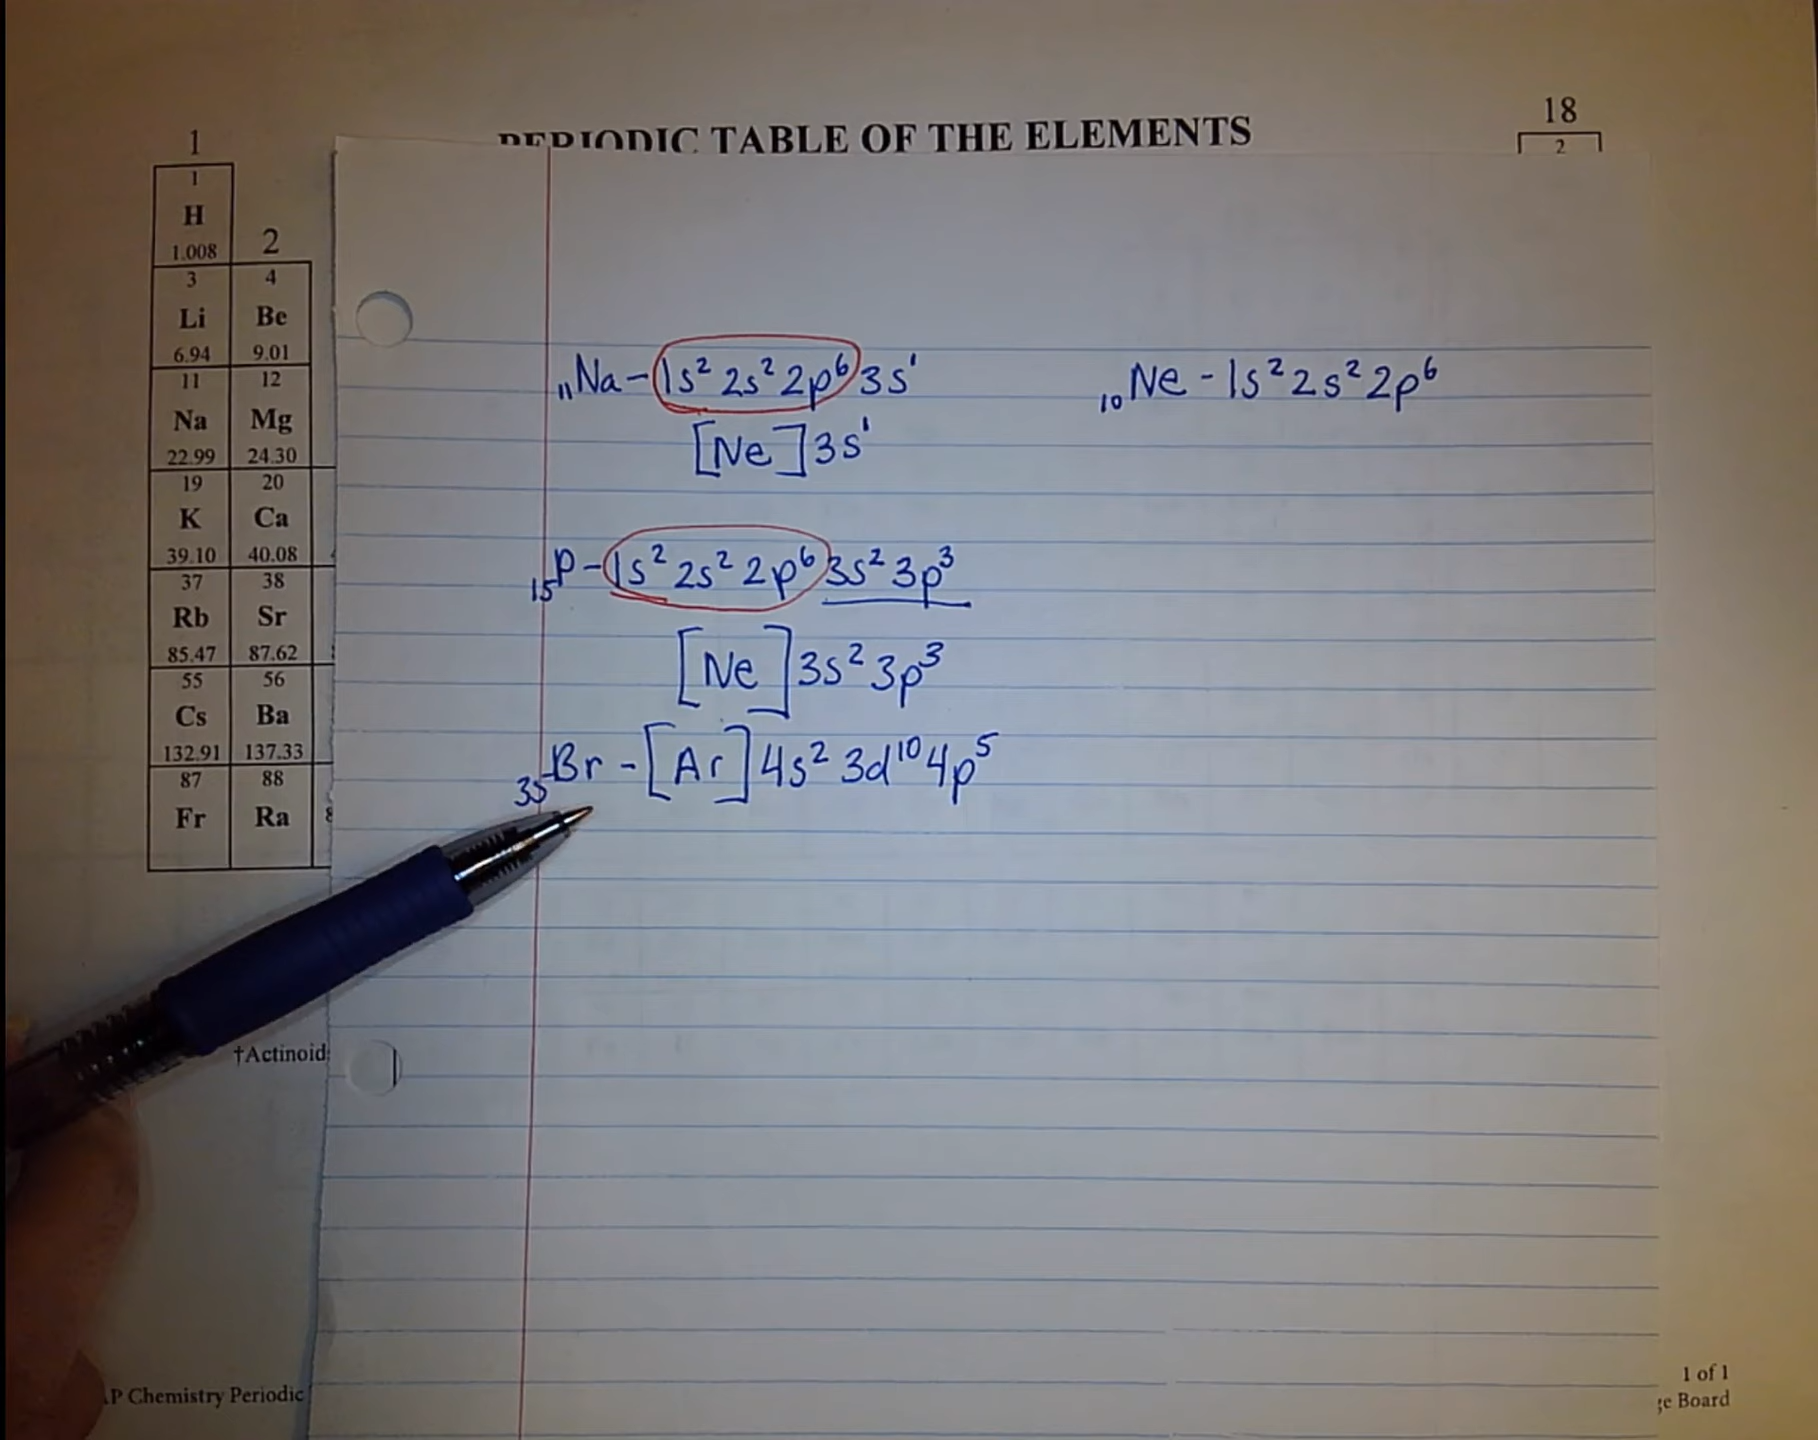 PERIODIC TABLE OF THE ELEMENTS
18
2
1
1
H
1.008
2
3 4
Li Be
6.94 9.01
11 12
Na Mg
22.99 24.30
19 20
K Ca
39.10 40.08
37 38
Rb Sr
85.47 87.62
55 56
Cs Ba
132.91 137.33
87 88
Fr Ra
₁₁Na - 1s² 2s² 2p⁶ 3s¹
[Ne] 3s¹
₁₀Ne - 1s² 2s² 2p⁶
₁₅P - 1s² 2s² 2p⁶ 3s² 3p³
[Ne] 3s² 3p³
₃₅Br - [Ar] 4s² 3d¹⁰ 4p⁵
†Actinoid
P Chemistry Periodic
1 of 1
ge Board